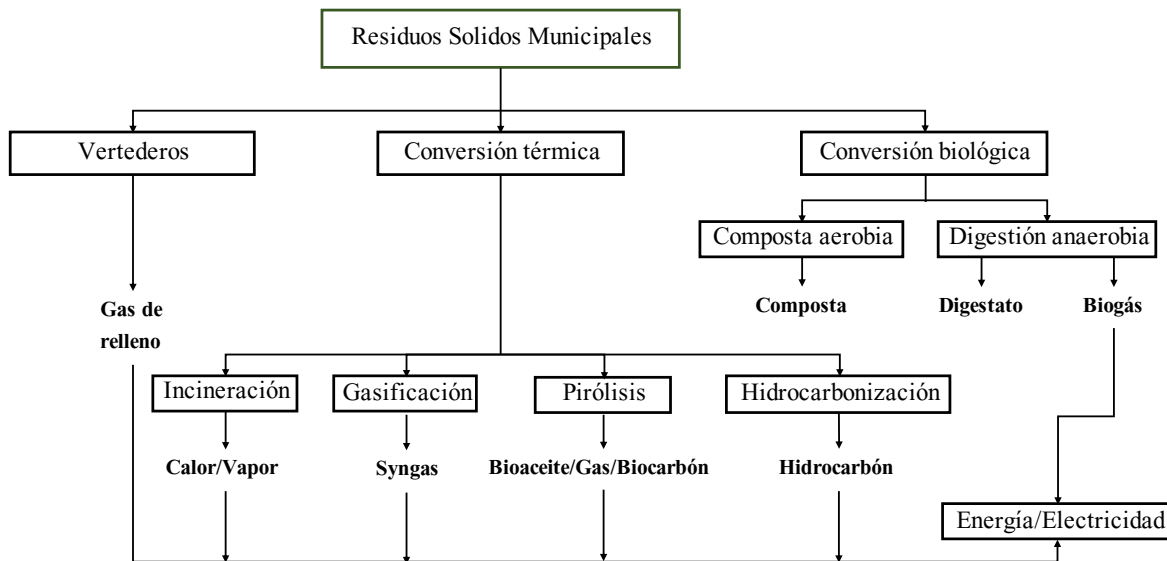 Residuos Solidos Municipales
Vertederos
Conversión térmica
Conversión biológica
Composta aerobia
Digestión anaerobia
Gas de
relleno
Composta
Digestato
Biogás
Incineración
Gasificación
Pirólisis
Hidrocarbonización
Calor/Vapor
Syngas
Bioaceite/Gas/Biocarbón
Hidrocarbón
Energía/Electricidad